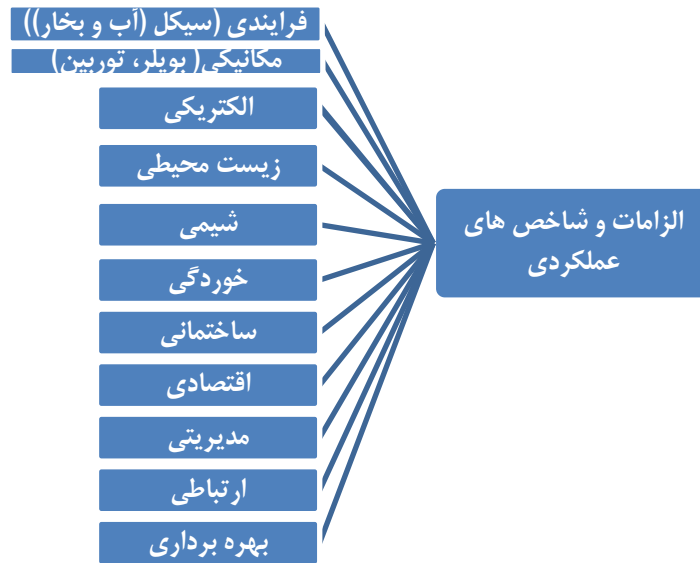 فرایندی (سیکل (آب و بخار))
مکانیکی( بویلر، توربین)
الکتریکی
زیست محیطی
شیمی
خوردگی
ساختمانی
اقتصادی
مدیریتی
ارتباطی
بهره برداری
الزامات و شاخص های
عملکردی